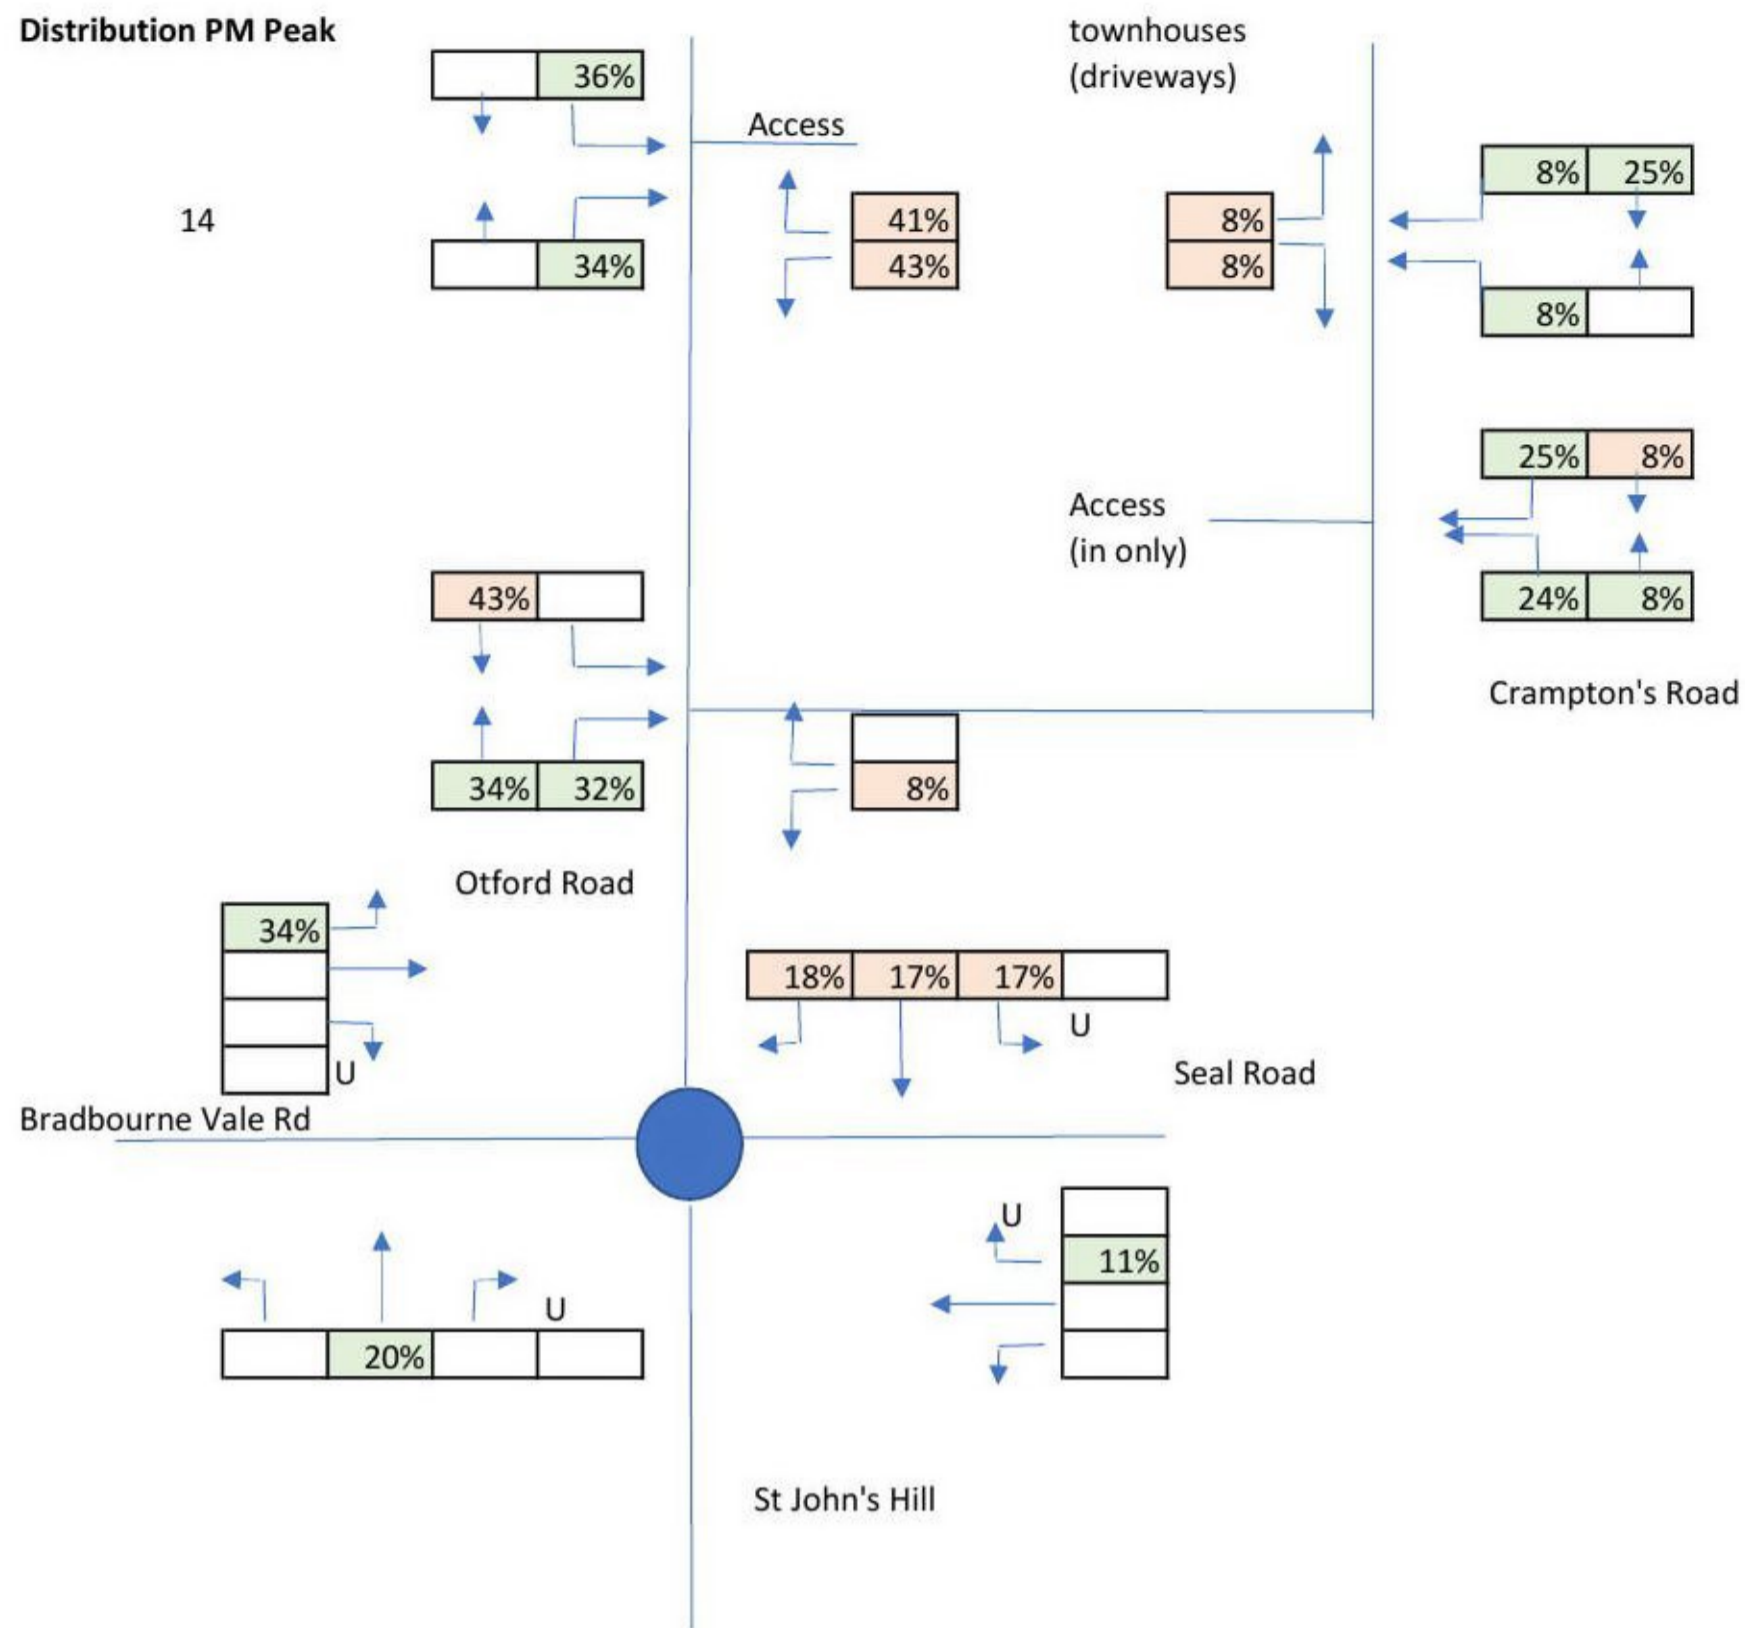 Distribution PM Peak
townhouses
(driveways)
36%
Access
8% 25%
14
41%
43%
8%
8%
34%
8%
25% 8%
Access
(in only)
43%
24% 8%
Crampton's Road
34% 32%
8%
Otford Road
34%
18% 17% 17%
U
U
Seal Road
Bradbourne Vale Rd
U
11%
U
20%
St John's Hill